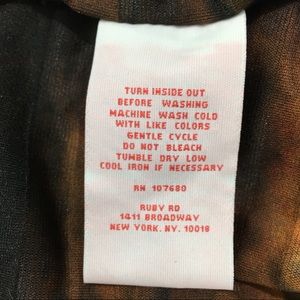 TURN INSIDE OUT
BEFORE WASHING
MACHINE WASH COLD
WITH LIKE COLORS
GENTLE CYCLE
DO NOT BLEACH
TUMBLE DRY LOW
COOL IRON IF NECESSARY
RN 107680
RUBY RD
1411 BROADWAY
NEW YORK. NY. 10018